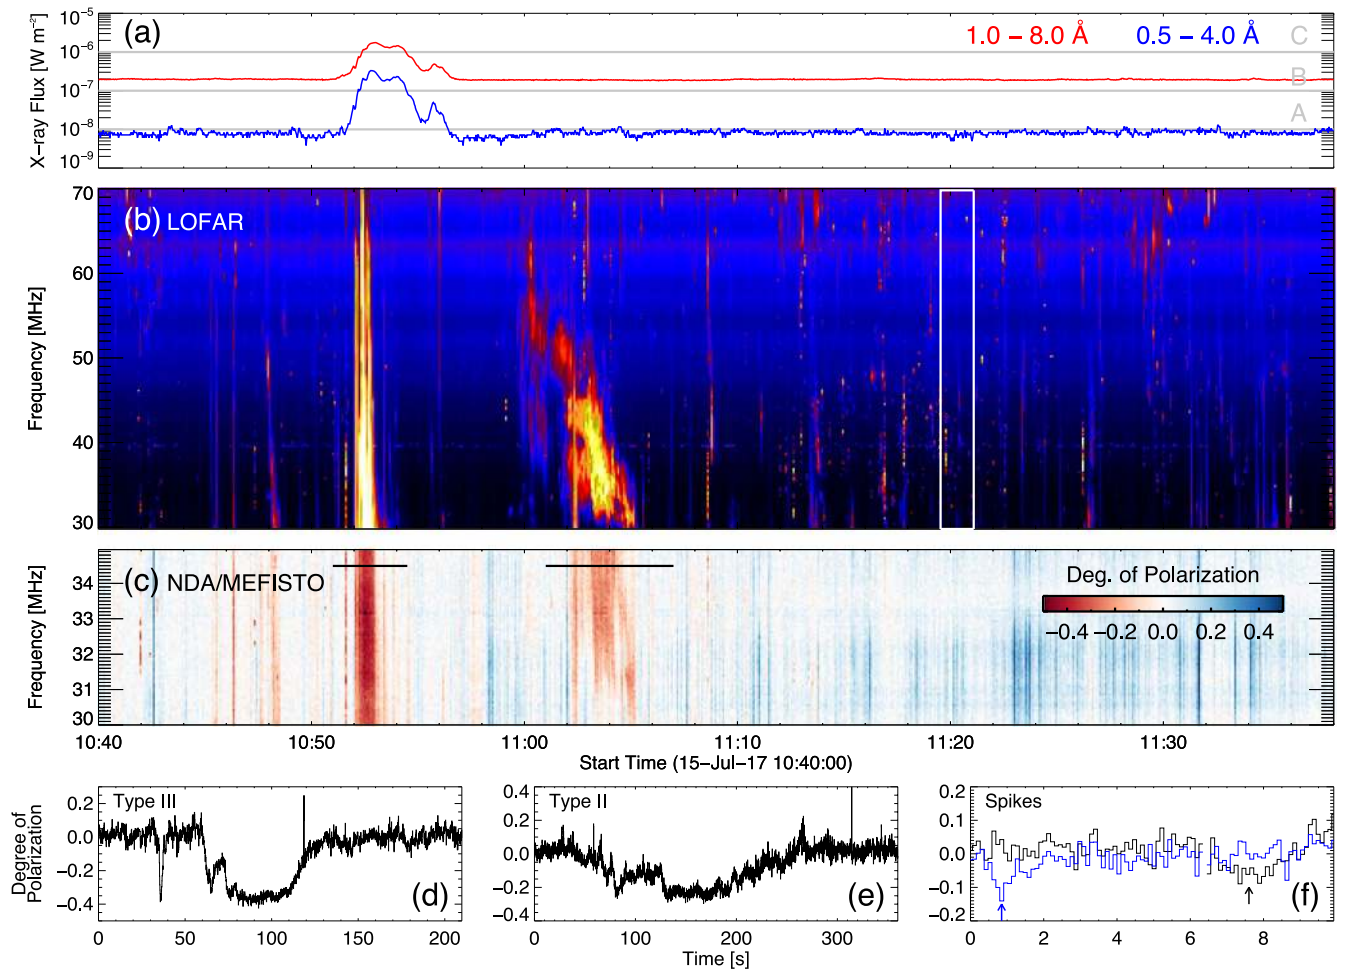 (a)
1.0 – 8.0 Å
0.5 – 4.0 Å
C
B
A
X–ray Flux [W m⁻²]
10⁻⁵
10⁻⁶
10⁻⁷
10⁻⁸
10⁻⁹
(b) LOFAR
Frequency [MHz]
70
60
50
40
30
(c) NDA/MEFISTO
Deg. of Polarization
−0.4 −0.2 0.0 0.2 0.4
Frequency [MHz]
34
33
32
31
30
10:40 10:50 11:00 11:10 11:20 11:30
Start Time (15–Jul–17 10:40:00)
Degree of
Polarization
Type III
(d)
0.2
0.0
−0.2
−0.4
0 50 100 150 200
Type II
(e)
0.4
0.2
0.0
−0.2
−0.4
0 100 200 300
Time [s]
Spikes
(f)
0.2
0.1
0.0
−0.1
−0.2
0 2 4 6 8